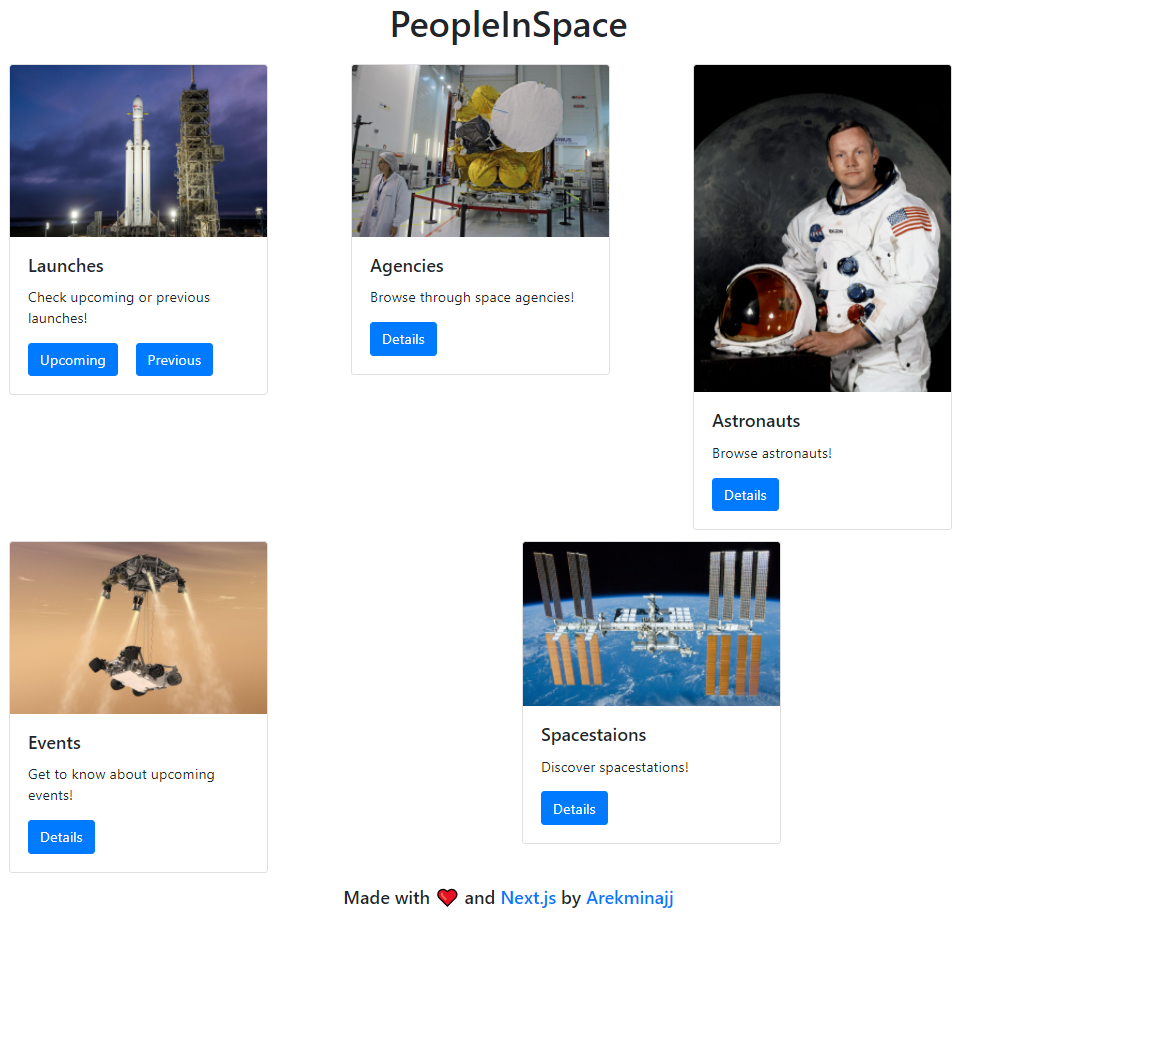 PeopleInSpace
Launches
Check upcoming or previous
launches!
Upcoming Previous
Agencies
Browse through space agencies!
Details
Astronauts
Browse astronauts!
Details
Events
Get to know about upcoming
events!
Details
Spacestaions
Discover spacestations!
Details
Made with ❤️ and Next.js by Arekminajj